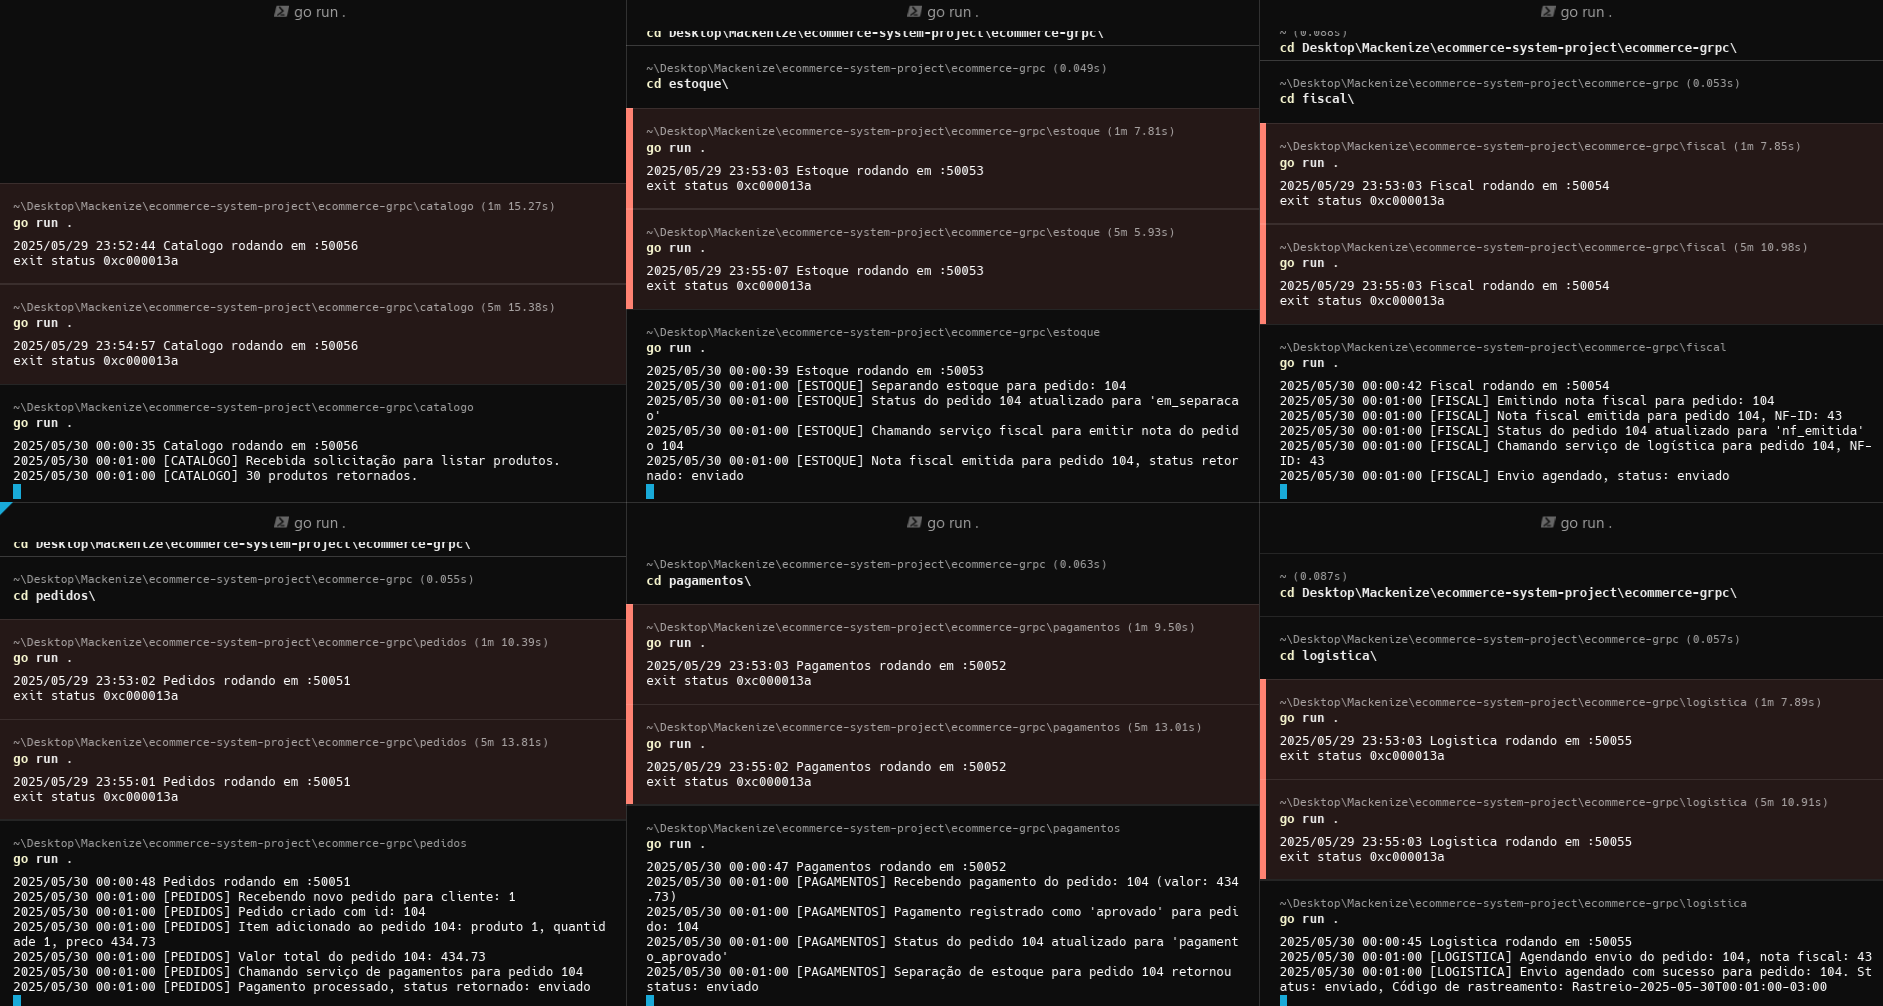 go run .
~\Desktop\Mackenize\ecommerce-system-project\ecommerce-grpc\catalogo (1m 15.27s)
go run .
2025/05/29 23:52:44 Catalogo rodando em :50056
exit status 0xc000013a
~\Desktop\Mackenize\ecommerce-system-project\ecommerce-grpc\catalogo (5m 15.38s)
go run .
2025/05/29 23:54:57 Catalogo rodando em :50056
exit status 0xc000013a
~\Desktop\Mackenize\ecommerce-system-project\ecommerce-grpc\catalogo
go run .
2025/05/30 00:00:35 Catalogo rodando em :50056
2025/05/30 00:01:00 [CATALOGO] Recebida solicitação para listar produtos.
2025/05/30 00:01:00 [CATALOGO] 30 produtos retornados.
go run .
cd Desktop\Mackenize\ecommerce-system-project\ecommerce-grpc\
~\Desktop\Mackenize\ecommerce-system-project\ecommerce-grpc (0.049s)
cd estoque\
~\Desktop\Mackenize\ecommerce-system-project\ecommerce-grpc\estoque (1m 7.81s)
go run .
2025/05/29 23:53:03 Estoque rodando em :50053
exit status 0xc000013a
~\Desktop\Mackenize\ecommerce-system-project\ecommerce-grpc\estoque (5m 5.93s)
go run .
2025/05/29 23:55:07 Estoque rodando em :50053
exit status 0xc000013a
~\Desktop\Mackenize\ecommerce-system-project\ecommerce-grpc\estoque
go run .
2025/05/30 00:00:39 Estoque rodando em :50053
2025/05/30 00:01:00 [ESTOQUE] Separando estoque para pedido: 104
2025/05/30 00:01:00 [ESTOQUE] Status do pedido 104 atualizado para 'em_separaca
o'
2025/05/30 00:01:00 [ESTOQUE] Chamando serviço fiscal para emitir nota do pedid
o 104
2025/05/30 00:01:00 [ESTOQUE] Nota fiscal emitida para pedido 104, status retor
nado: enviado
go run .
~ (0.088s)
cd Desktop\Mackenize\ecommerce-system-project\ecommerce-grpc\
~\Desktop\Mackenize\ecommerce-system-project\ecommerce-grpc (0.053s)
cd fiscal\
~\Desktop\Mackenize\ecommerce-system-project\ecommerce-grpc\fiscal (1m 7.85s)
go run .
2025/05/29 23:53:03 Fiscal rodando em :50054
exit status 0xc000013a
~\Desktop\Mackenize\ecommerce-system-project\ecommerce-grpc\fiscal (5m 10.98s)
go run .
2025/05/29 23:55:03 Fiscal rodando em :50054
exit status 0xc000013a
~\Desktop\Mackenize\ecommerce-system-project\ecommerce-grpc\fiscal
go run .
2025/05/30 00:00:42 Fiscal rodando em :50054
2025/05/30 00:01:00 [FISCAL] Emitindo nota fiscal para pedido: 104
2025/05/30 00:01:00 [FISCAL] Nota fiscal emitida para pedido 104, NF-ID: 43
2025/05/30 00:01:00 [FISCAL] Status do pedido 104 atualizado para 'nf_emitida'
2025/05/30 00:01:00 [FISCAL] Chamando serviço de logística para pedido 104, NF-
ID: 43
2025/05/30 00:01:00 [FISCAL] Envio agendado, status: enviado
go run .
cd Desktop\Mackenize\ecommerce-system-project\ecommerce-grpc\
~\Desktop\Mackenize\ecommerce-system-project\ecommerce-grpc (0.055s)
cd pedidos\
~\Desktop\Mackenize\ecommerce-system-project\ecommerce-grpc\pedidos (1m 10.39s)
go run .
2025/05/29 23:53:02 Pedidos rodando em :50051
exit status 0xc000013a
~\Desktop\Mackenize\ecommerce-system-project\ecommerce-grpc\pedidos (5m 13.81s)
go run .
2025/05/29 23:55:01 Pedidos rodando em :50051
exit status 0xc000013a
~\Desktop\Mackenize\ecommerce-system-project\ecommerce-grpc\pedidos
go run .
2025/05/30 00:00:48 Pedidos rodando em :50051
2025/05/30 00:01:00 [PEDIDOS] Recebendo novo pedido para cliente: 1
2025/05/30 00:01:00 [PEDIDOS] Pedido criado com id: 104
2025/05/30 00:01:00 [PEDIDOS] Item adicionado ao pedido 104: produto 1, quantid
ade 1, preco 434.73
2025/05/30 00:01:00 [PEDIDOS] Valor total do pedido 104: 434.73
2025/05/30 00:01:00 [PEDIDOS] Chamando serviço de pagamentos para pedido 104
2025/05/30 00:01:00 [PEDIDOS] Pagamento processado, status retornado: enviado
go run .
~\Desktop\Mackenize\ecommerce-system-project\ecommerce-grpc (0.063s)
cd pagamentos\
~\Desktop\Mackenize\ecommerce-system-project\ecommerce-grpc\pagamentos (1m 9.50s)
go run .
2025/05/29 23:53:03 Pagamentos rodando em :50052
exit status 0xc000013a
~\Desktop\Mackenize\ecommerce-system-project\ecommerce-grpc\pagamentos (5m 13.01s)
go run .
2025/05/29 23:55:02 Pagamentos rodando em :50052
exit status 0xc000013a
~\Desktop\Mackenize\ecommerce-system-project\ecommerce-grpc\pagamentos
go run .
2025/05/30 00:00:47 Pagamentos rodando em :50052
2025/05/30 00:01:00 [PAGAMENTOS] Recebendo pagamento do pedido: 104 (valor: 434
.73)
2025/05/30 00:01:00 [PAGAMENTOS] Pagamento registrado como 'aprovado' para pedi
do: 104
2025/05/30 00:01:00 [PAGAMENTOS] Status do pedido 104 atualizado para 'pagament
o_aprovado'
2025/05/30 00:01:00 [PAGAMENTOS] Separação de estoque para pedido 104 retornou
status: enviado
go run .
~ (0.087s)
cd Desktop\Mackenize\ecommerce-system-project\ecommerce-grpc\
~\Desktop\Mackenize\ecommerce-system-project\ecommerce-grpc (0.057s)
cd logistica\
~\Desktop\Mackenize\ecommerce-system-project\ecommerce-grpc\logistica (1m 7.89s)
go run .
2025/05/29 23:53:03 Logistica rodando em :50055
exit status 0xc000013a
~\Desktop\Mackenize\ecommerce-system-project\ecommerce-grpc\logistica (5m 10.91s)
go run .
2025/05/29 23:55:03 Logistica rodando em :50055
exit status 0xc000013a
~\Desktop\Mackenize\ecommerce-system-project\ecommerce-grpc\logistica
go run .
2025/05/30 00:00:45 Logistica rodando em :50055
2025/05/30 00:01:00 [LOGISTICA] Agendando envio do pedido: 104, nota fiscal: 43
2025/05/30 00:01:00 [LOGISTICA] Envio agendado com sucesso para pedido: 104. St
atus: enviado, Código de rastreamento: Rastreio-2025-05-30T00:01:00-03:00